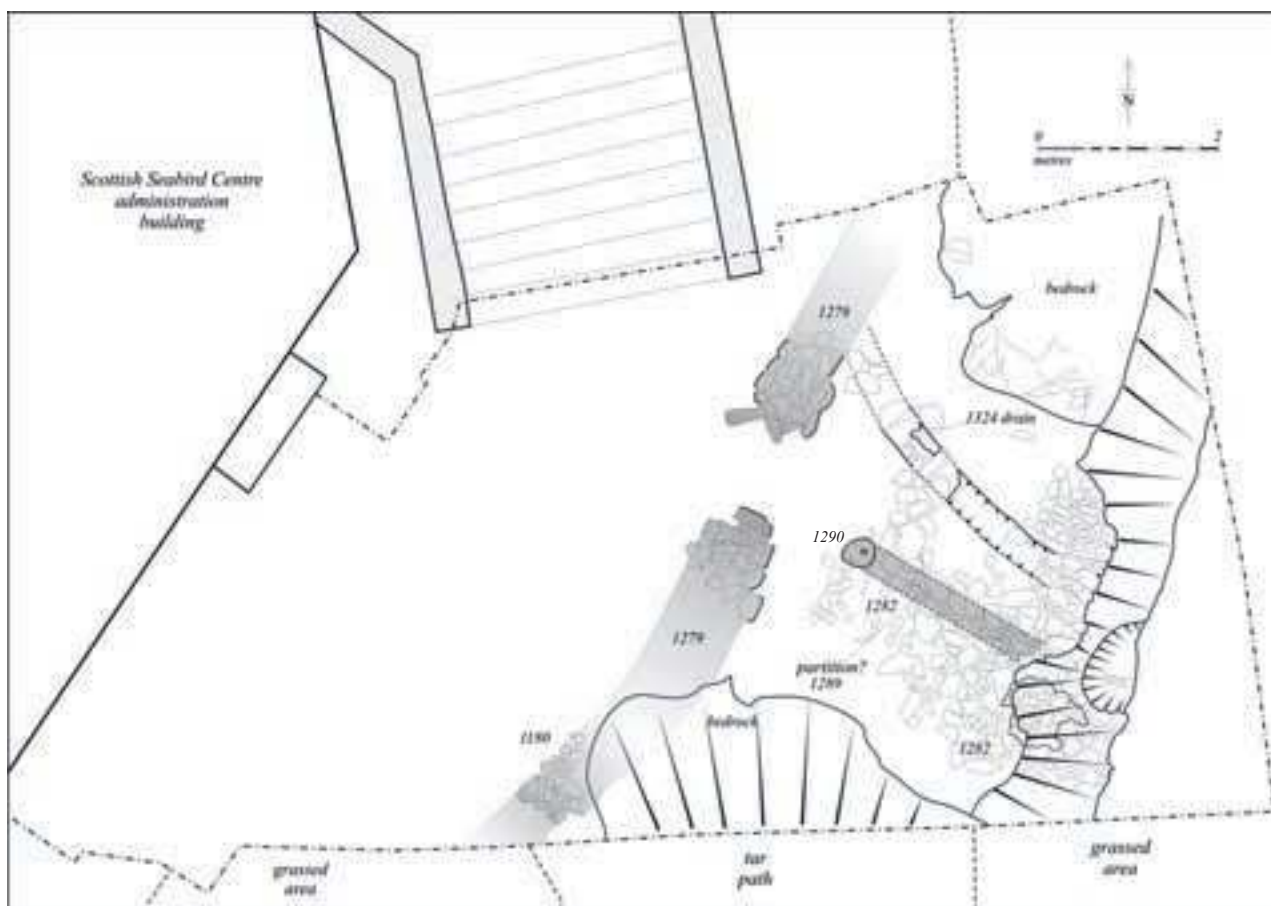 Scottish Seabird Centre
administration
building
N
0
2
metres
bedrock
1279
1324 drain
1290
1282
1279
partition?
1289
bedrock
1180
1282
grassed
area
tar
path
grassed
area